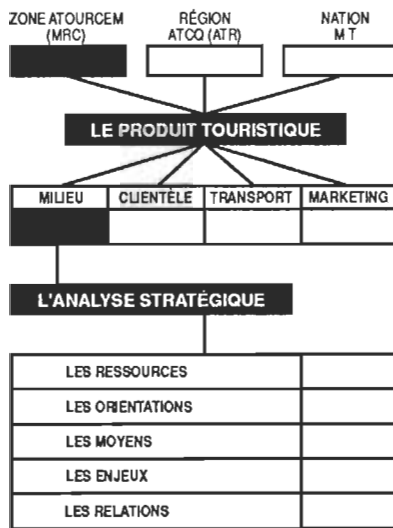 ZONE ATOURCEM
(MRC)
RÉGION
ATCQ (ATR)
NATION
M T
LE PRODUIT TOURISTIQUE
MILIEU
CLIENTÈLE
TRANSPORT
MARKETING
L'ANALYSE STRATÉGIQUE
LES RESSOURCES
LES ORIENTATIONS
LES MOYENS
LES ENJEUX
LES RELATIONS